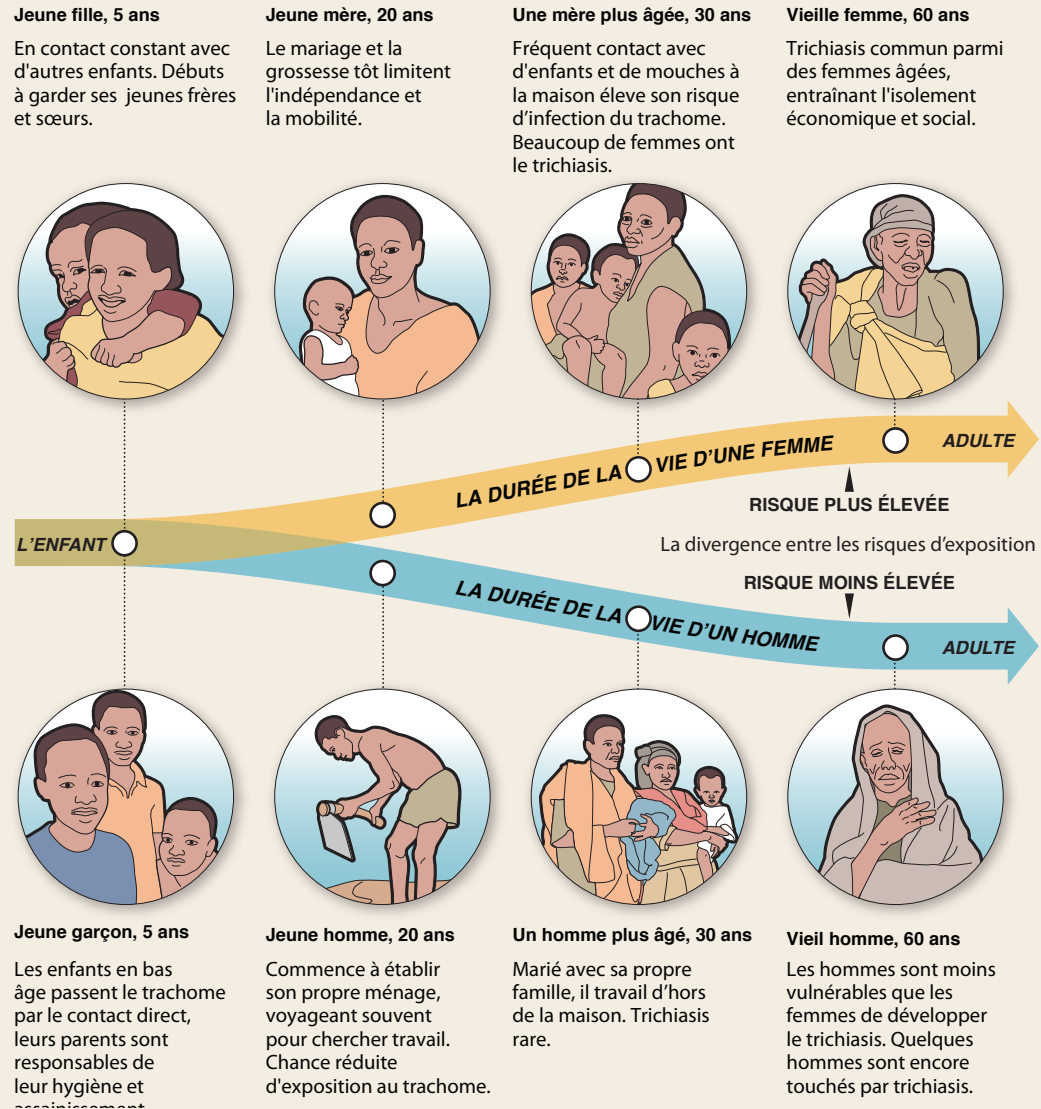 Jeune fille, 5 ans
En contact constant avec
d'autres enfants. Débuts
à garder ses jeunes frères
et sœurs.
Jeune mère, 20 ans
Le mariage et la
grossesse tôt limitent
l'indépendance et
la mobilité.
Une mère plus âgée, 30 ans
Fréquent contact avec
d'enfants et de mouches à
la maison éleve son risque
d'infection du trachome.
Beaucoup de femmes ont
le trichiasis.
Vieille femme, 60 ans
Trichiasis commun parmi
des femmes âgées,
entraînant l'isolement
économique et social.
LA DURÉE DE LA VIE D'UNE FEMME
ADULTE
RISQUE PLUS ÉLEVÉE
L'ENFANT
La divergence entre les risques d'exposition
RISQUE MOINS ÉLEVÉE
LA DURÉE DE LA VIE D'UN HOMME
ADULTE
Jeune garçon, 5 ans
Les enfants en bas
âge passent le trachome
par le contact direct,
leurs parents sont
responsables de
leur hygiène et
assainissement
Jeune homme, 20 ans
Commence à établir
son propre ménage,
voyageant souvent
pour chercher travail.
Chance réduite
d'exposition au trachome.
Un homme plus âgé, 30 ans
Marié avec sa propre
famille, il travail d'hors
de la maison. Trichiasis
rare.
Vieil homme, 60 ans
Les hommes sont moins
vulnérables que les
femmes de développer
le trichiasis. Quelques
hommes sont encore
touchés par trichiasis.